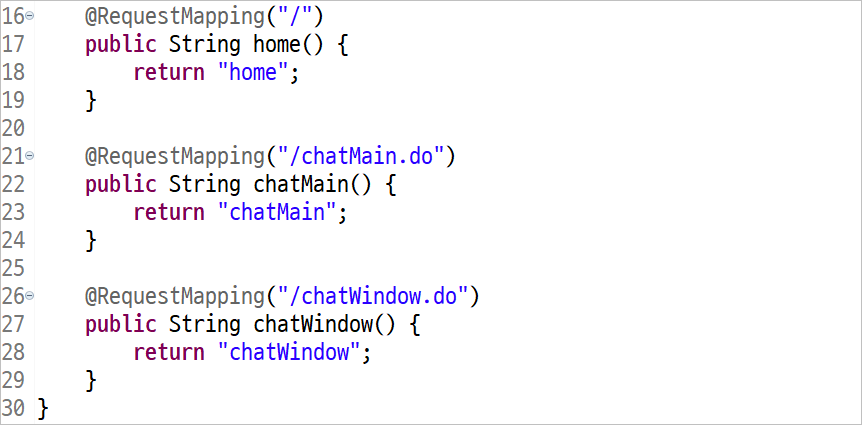 16 @RequestMapping("/")
17 public String home() {
18 return "home";
19 }
20
21 @RequestMapping("/chatMain.do")
22 public String chatMain() {
23 return "chatMain";
24 }
25
26 @RequestMapping("/chatWindow.do")
27 public String chatWindow() {
28 return "chatWindow";
29 }
30 }